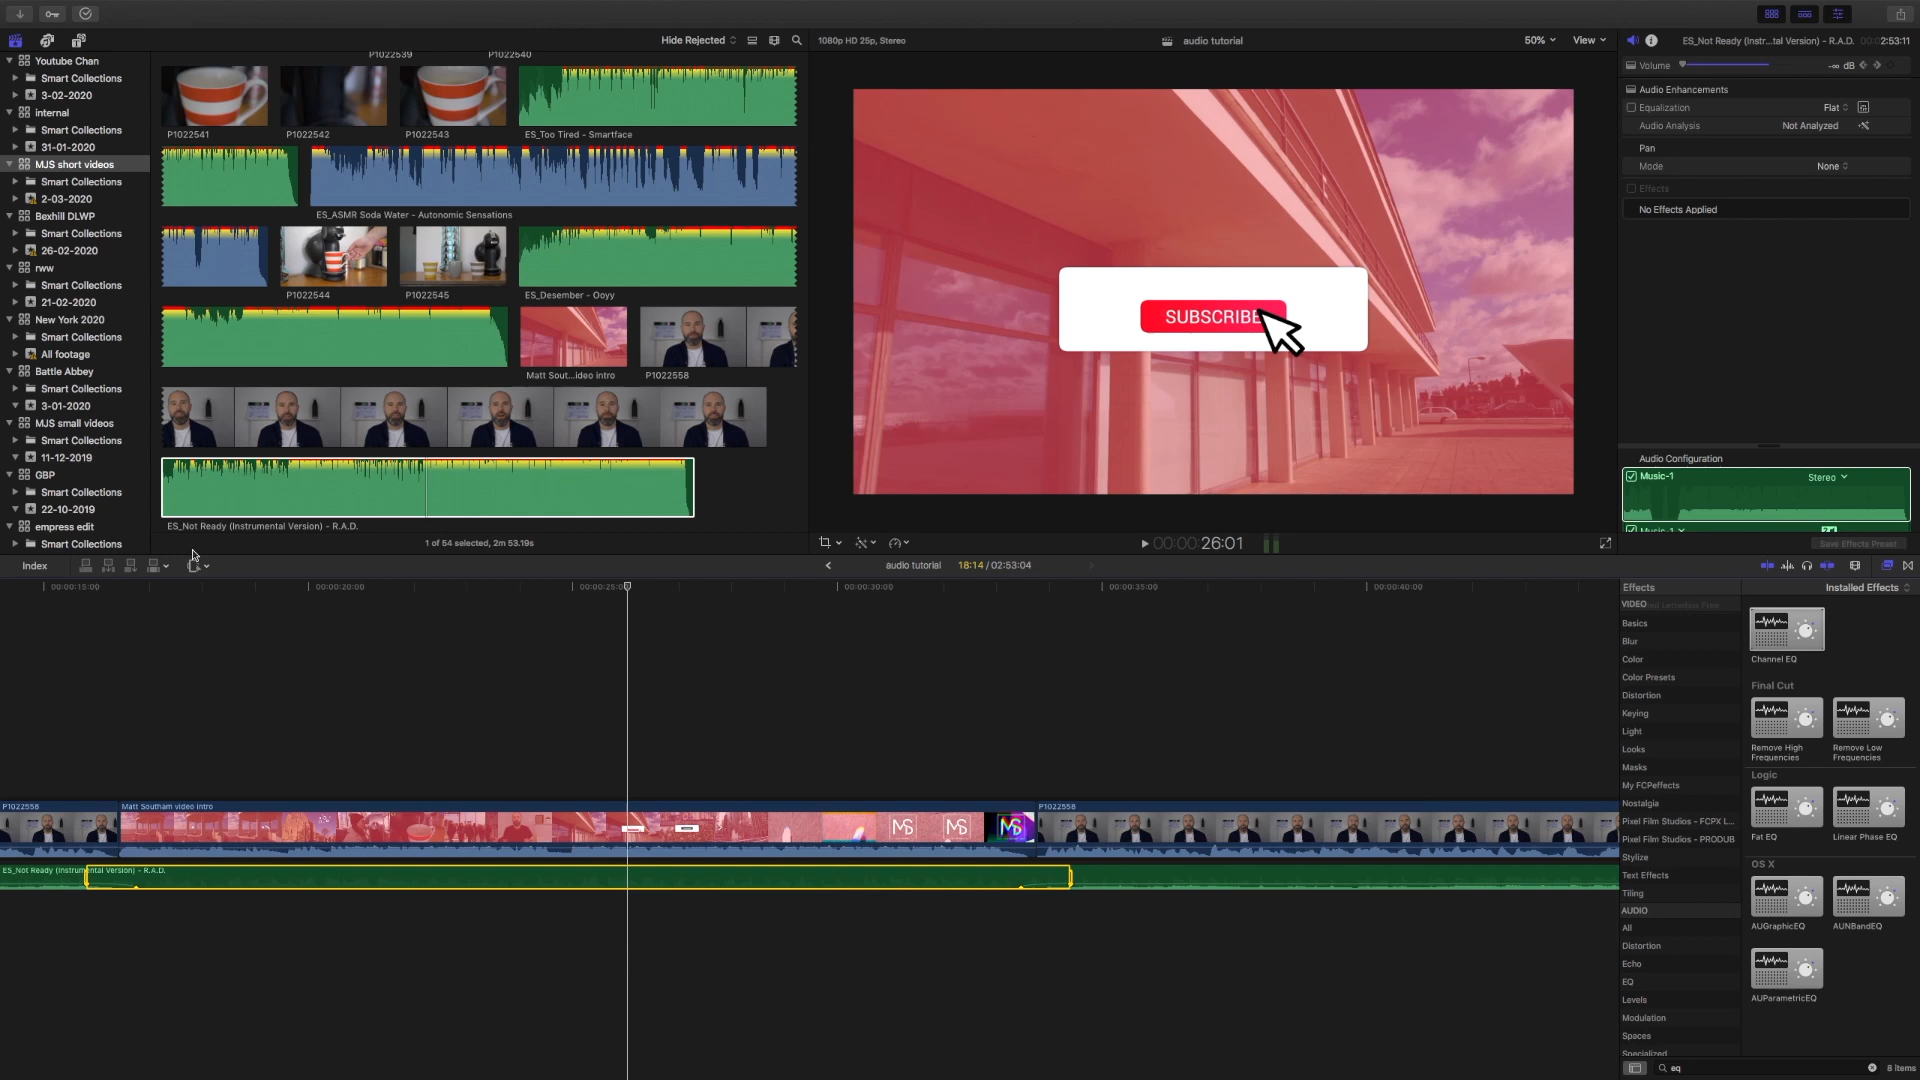 Hide Rejected
1080p HD 25p, Stereo
audio tutorial
50%
View
ES_Not Ready (Instr...tal Version) - R.A.D.
2:53:11
Youtube Chan
Smart Collections
3-02-2020
internal
Smart Collections
31-01-2020
MJS short videos
Smart Collections
2-03-2020
Bexhill DLWP
Smart Collections
26-02-2020
rww
Smart Collections
21-02-2020
New York 2020
Smart Collections
All footage
Battle Abbey
Smart Collections
3-01-2020
MJS small videos
Smart Collections
11-12-2019
GBP
Smart Collections
22-10-2019
empress edit
Smart Collections
P1022539
P1022540
P1022541
P1022542
P1022543
ES_Too Tired - Smartface
ES_ASMR Soda Water - Autonomic Sensations
P1022544
P1022545
ES_Desember - Ooyy
Matt Sout...ideo intro
P1022558
ES_Not Ready (Instrumental Version) - R.A.D.
1 of 54 selected, 2m 53.19s
SUBSCRIBE
00:00:26:01
Volume
-∞ dB
Audio Enhancements
Equalization
Flat
Audio Analysis
Not Analyzed
Pan
Mode
None
Effects
No Effects Applied
Audio Configuration
Music-1
Stereo
Music-1
Save Effects Preset
Index
audio tutorial
18:14 / 02:53:04
00:00:15:00
00:00:20:00
00:00:25:0
00:00:30:00
00:00:35:00
00:00:40:00
P1022558
Matt Southam video intro
P1022558
MS
MS
MS
ES_Not Ready (Instrumental Version) - R.A.D.
Effects
Installed Effects
VIDEO
Basics
Blur
Color
Color Presets
Distortion
Keying
Light
Looks
Masks
My FCPeffects
Nostalgia
Pixel Film Studios - FCPX L...
Pixel Film Studios - PRODUB
Stylize
Text Effects
Tiling
AUDIO
All
Distortion
Echo
EQ
Levels
Modulation
Spaces
Specialized
Channel EQ
Final Cut
Remove High Frequencies
Remove Low Frequencies
Logic
Fat EQ
Linear Phase EQ
OS X
AUGraphicEQ
AUNBandEQ
AUParametricEQ
eq
8 items